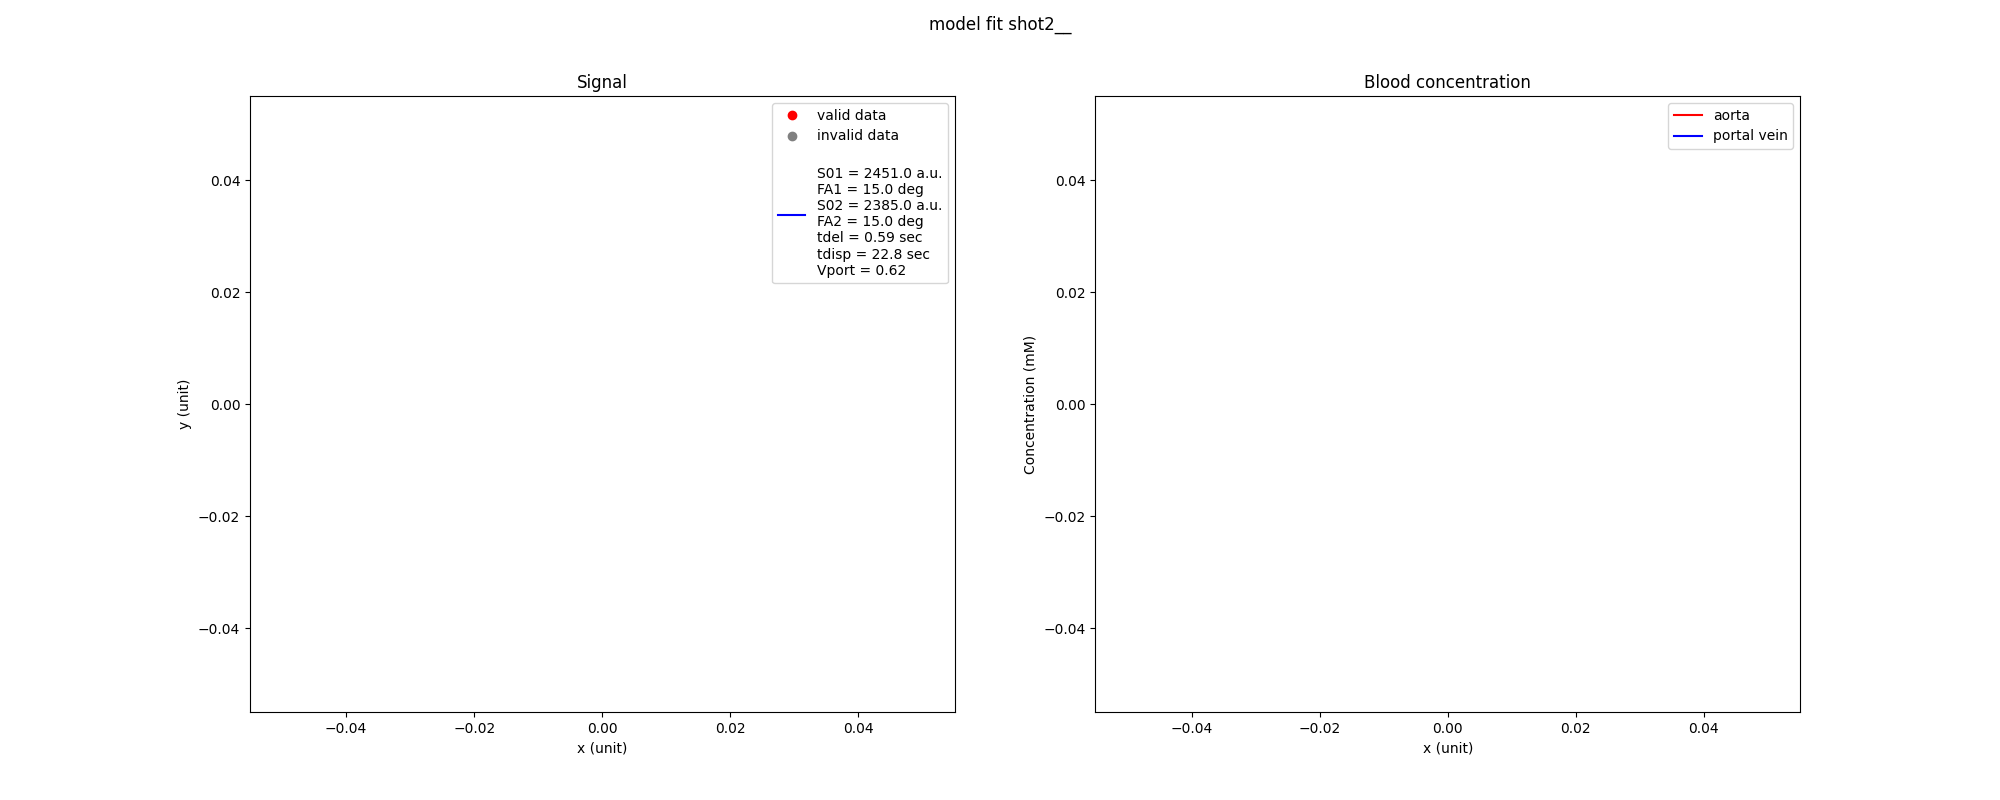 model fit shot2__
Signal
valid data
invalid data
S01 = 2451.0 a.u.
FA1 = 15.0 deg
S02 = 2385.0 a.u.
FA2 = 15.0 deg
tdel = 0.59 sec
tdisp = 22.8 sec
Vport = 0.62
0.04
0.02
0.00
−0.02
−0.04
y (unit)
−0.04 −0.02 0.00 0.02 0.04
x (unit)
Blood concentration
aorta
portal vein
0.04
0.02
0.00
−0.02
−0.04
Concentration (mM)
−0.04 −0.02 0.00 0.02 0.04
x (unit)